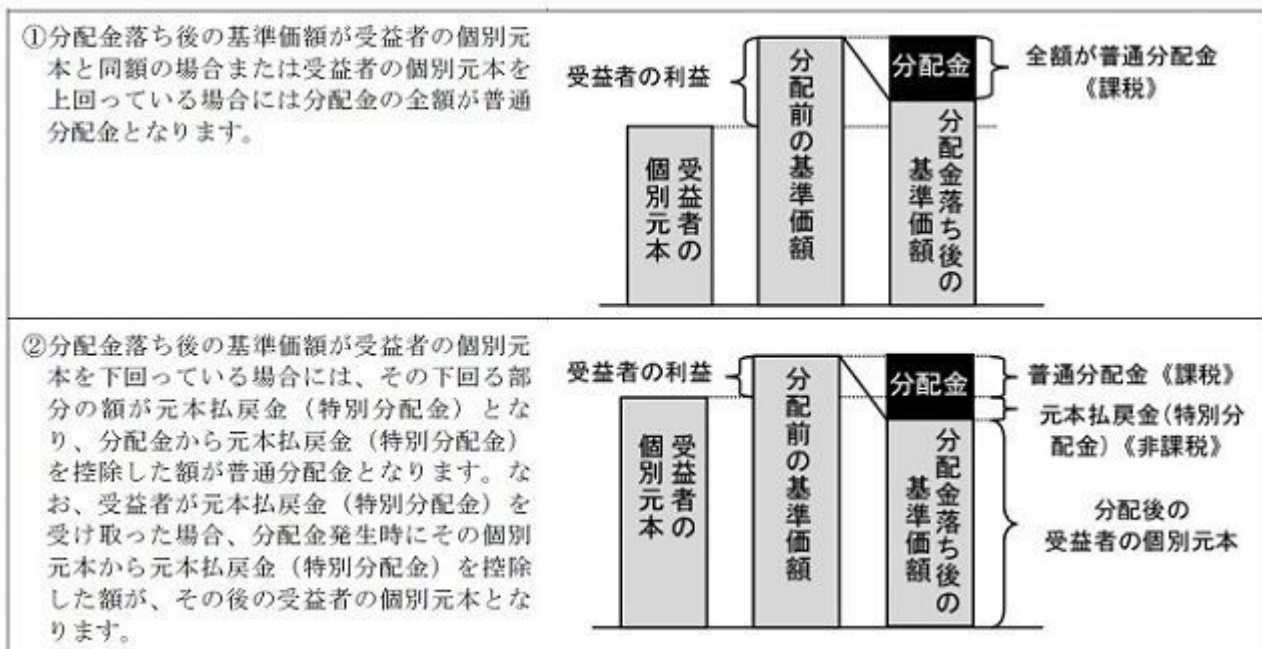 ①分配金落ち後の基準価額が受益者の個別元
本と同額の場合または受益者の個別元本を
上回っている場合には分配金の全額が普通
分配金となります。
受益者の利益
受益者の
個別元本
分配前の基準価額
分配金
分配金落ち後の
基準価額
全額が普通分配金
《課税》
②分配金落ち後の基準価額が受益者の個別元
本を下回っている場合には、その下回る部
分の額が元本払戻金（特別分配金）とな
り、分配金から元本払戻金（特別分配金）
を控除した額が普通分配金となります。な
お、受益者が元本払戻金（特別分配金）を
受け取った場合、分配金発生時にその個別
元本から元本払戻金（特別分配金）を控除
した額が、その後の受益者の個別元本とな
ります。
受益者の利益
受益者の
個別元本
分配前の基準価額
分配金
分配金落ち後の
基準価額
普通分配金《課税》
元本払戻金(特別分
配金)《非課税》
分配後の
受益者の個別元本